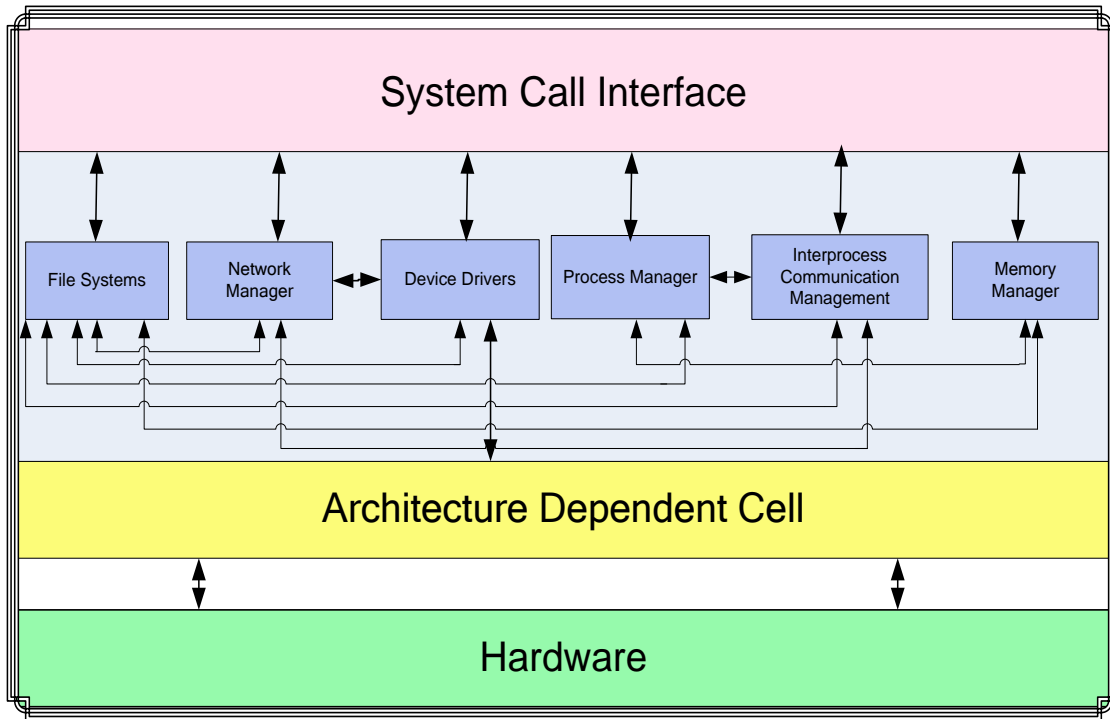 System Call Interface
File Systems
Network
Manager
Device Drivers
Process Manager
Interprocess
Communication
Management
Memory
Manager
Architecture Dependent Cell
Hardware